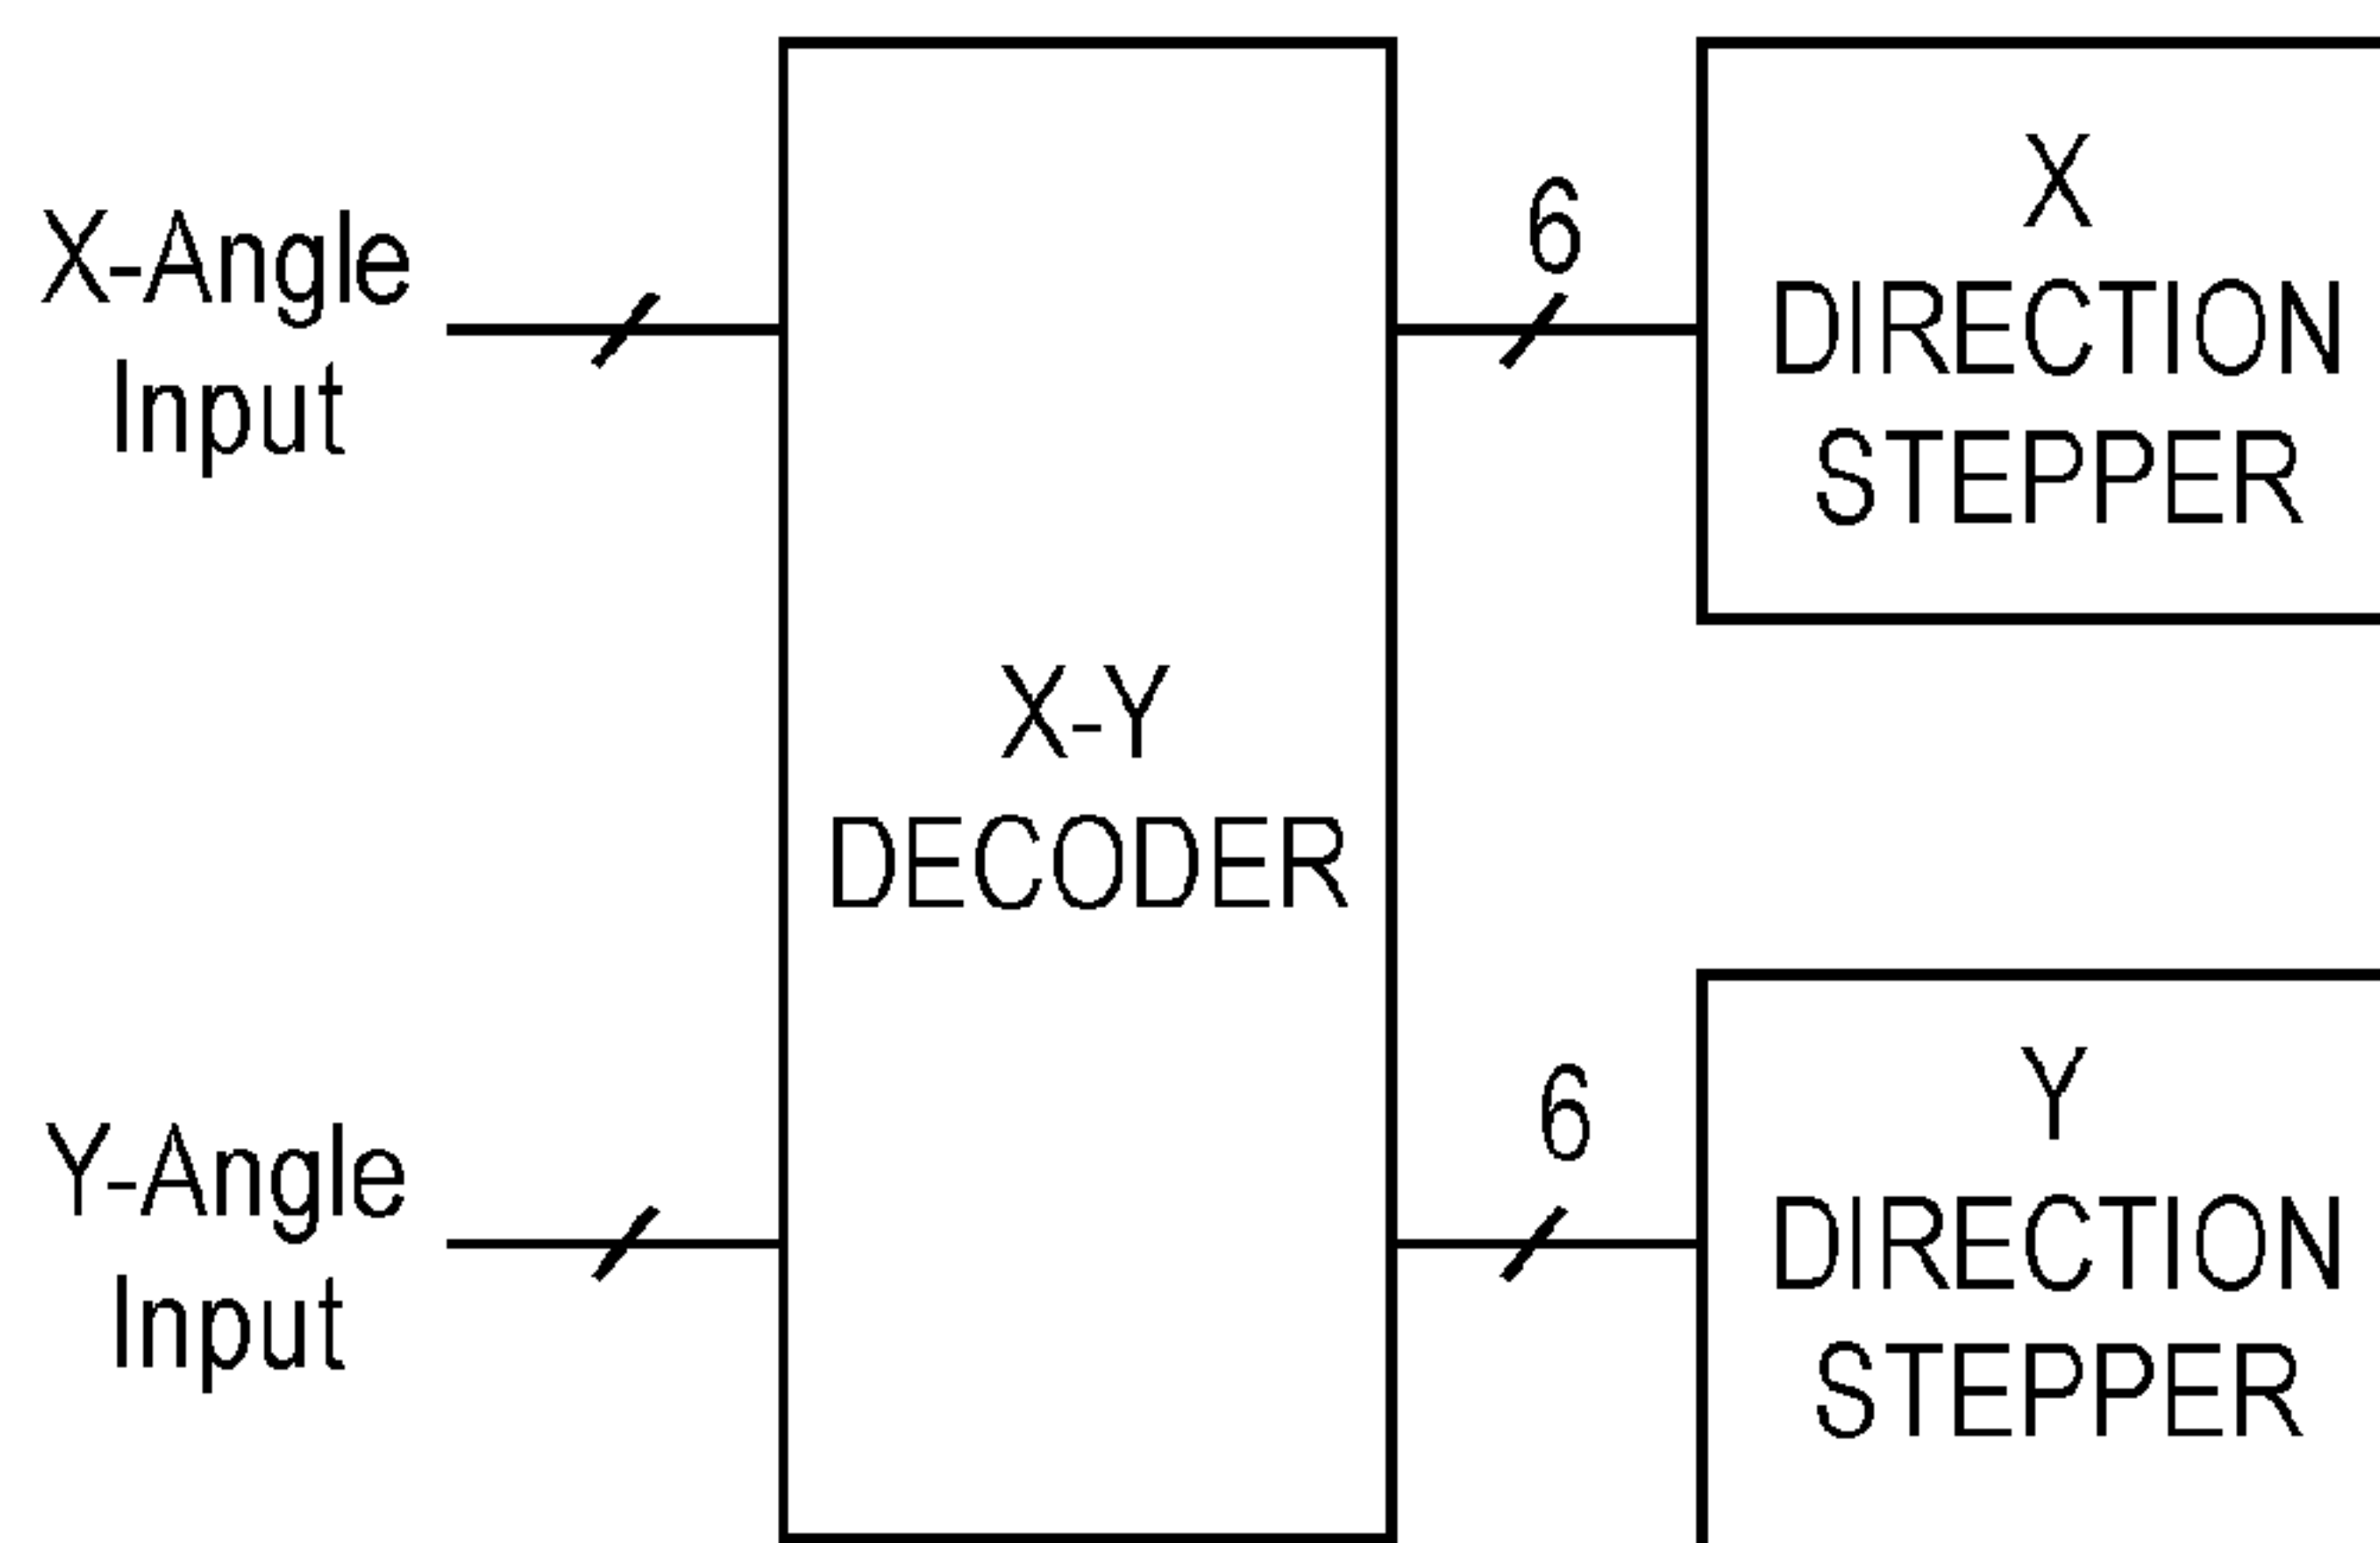 X-Angle
Input
6
X
DIRECTION
STEPPER
X-Y
DECODER
Y-Angle
Input
6
Y
DIRECTION
STEPPER